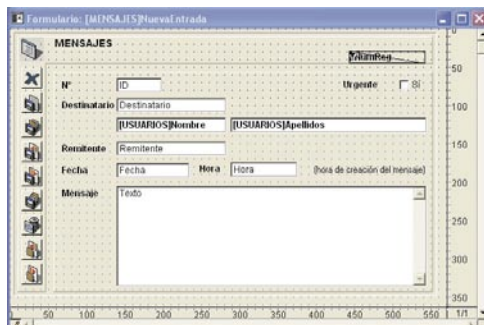 Formulario: [MENSAJES]NuevaEntrada
MENSAJES
vNumReg
Nº ID Urgente Sí
Destinatario Destinatario
[USUARIOS]Nombre [USUARIOS]Apellidos
Remitente Remitente
Fecha Fecha Hora Hora (hora de creación del mensaje)
Mensaje Texto
0
50
100
150
200
250
300
350
50 100 150 200 250 300 350 400 450 500 550 1/1